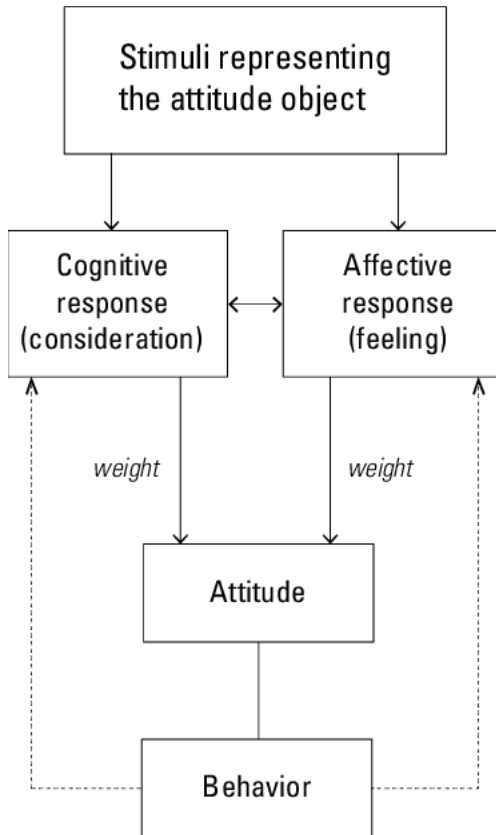 Stimuli representing
the attitude object
Cognitive
response
(consideration)
Affective
response
(feeling)
weight
weight
Attitude
Behavior